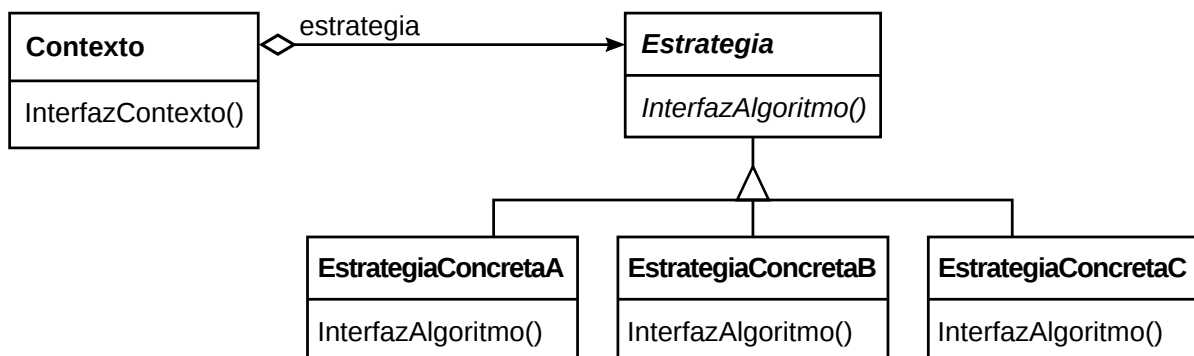 Contexto
InterfazContexto()
estrategia
Estrategia
InterfazAlgoritmo()
EstrategiaConcretaA
InterfazAlgoritmo()
EstrategiaConcretaB
InterfazAlgoritmo()
EstrategiaConcretaC
InterfazAlgoritmo()